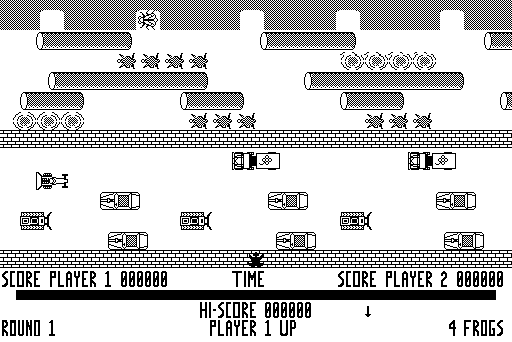 SCORE PLAYER 1 000000 TIME SCORE PLAYER 2 000000
HI-SCORE 000000 ↓
ROUND 1 PLAYER 1 UP 4 FROGS